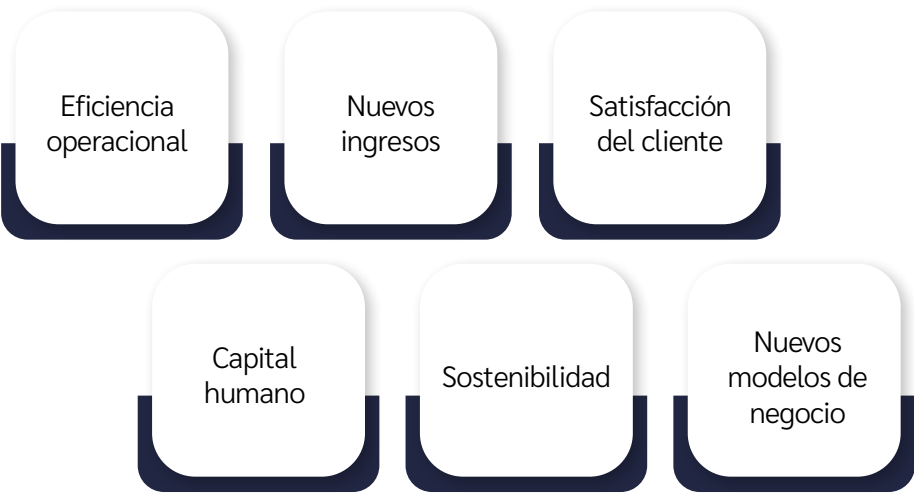 Eficiencia
operacional
Nuevos
ingresos
Satisfacción
del cliente
Capital
humano
Sostenibilidad
Nuevos
modelos de
negocio